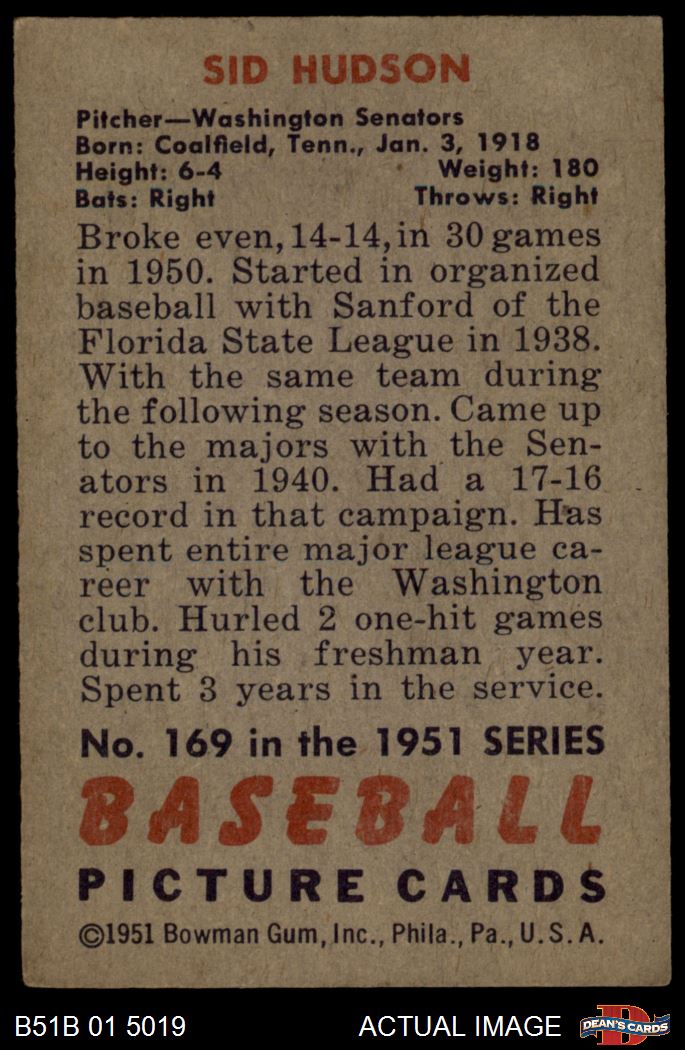 SID HUDSON
Pitcher—Washington Senators
Born: Coalfield, Tenn., Jan. 3, 1918
Height: 6-4 Weight: 180
Bats: Right Throws: Right
Broke even, 14-14, in 30 games
in 1950. Started in organized
baseball with Sanford of the
Florida State League in 1938.
With the same team during
the following season. Came up
to the majors with the Sen-
ators in 1940. Had a 17-16
record in that campaign. Has
spent entire major league ca-
reer with the Washington
club. Hurled 2 one-hit games
during his freshman year.
Spent 3 years in the service.
No. 169 in the 1951 SERIES
BASEBALL
PICTURE CARDS
©1951 Bowman Gum, Inc., Phila., Pa., U.S.A.
B51B 01 5019 ACTUAL IMAGE
D
DEAN'S CARDS